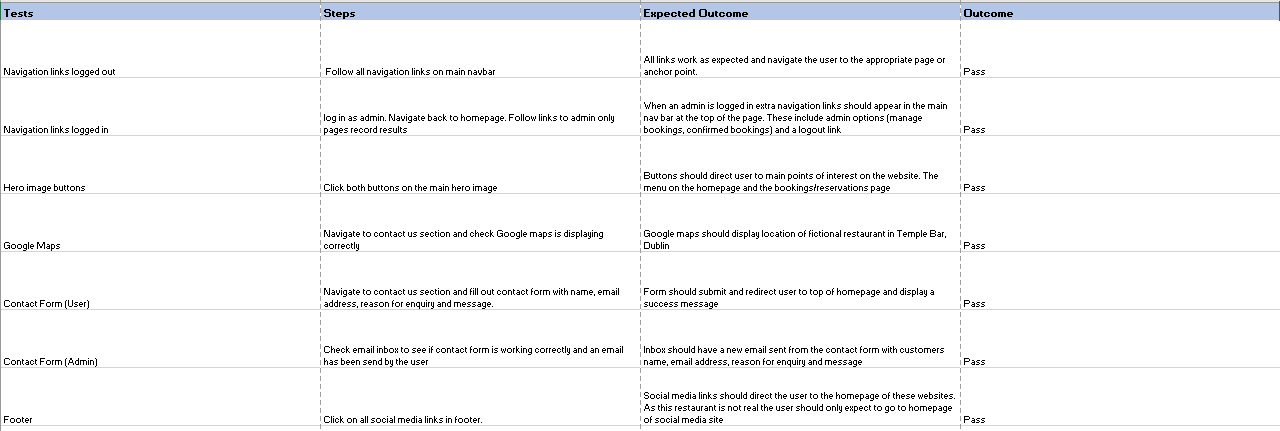 Tests Steps Expected Outcome Outcome
Navigation links logged out
Follow all navigation links on main navbar
All links work as expected and navigate the user to the appropriate page or
anchor point.
Pass
Navigation links logged in
log in as admin. Navigate back to homepage. Follow links to admin only
pages record results
When an admin is logged in extra navigation links should appear in the main
nav bar at the top of the page. These include admin options (manage
bookings, confirmed bookings) and a logout link
Pass
Hero image buttons
Click both buttons on the main hero image
Buttons should direct user to main points of interest on the website. The
menu on the homepage and the bookings/reservations page
Pass
Google Maps
Navigate to contact us section and check Google maps is displaying
correctly
Google maps should display location of fictional restaurant in Temple Bar,
Dublin
Pass
Contact Form (User)
Navigate to contact us section and fill out contact form with name, email
address, reason for enquiry and message.
Form should submit and redirect user to top of homepage and display a
success message
Pass
Contact Form (Admin)
Check email inbox to see if contact form is working correctly and an email
has been send by the user
Inbox should have a new email sent from the contact form with customers
name, email address, reason for enquiry and message
Pass
Footer
Click on all social media links in footer.
Social media links should direct the user to the homepage of these websites.
As this restaurant is not real the user should only expect to go to homepage
of social media site
Pass